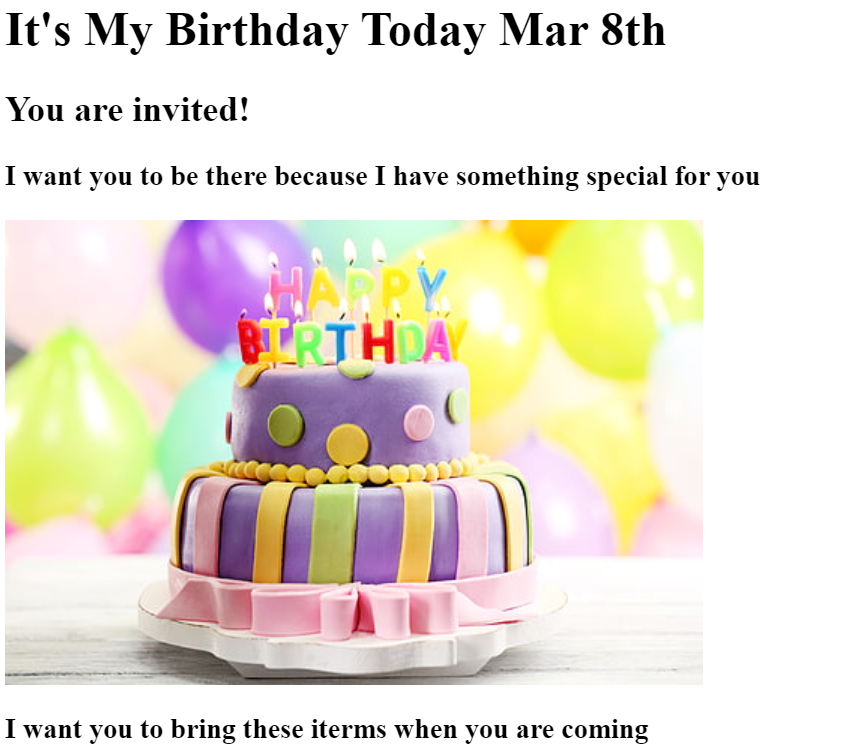 It's My Birthday Today Mar 8th
You are invited!
I want you to be there because I have something special for you
HAPPY
BIRTHDAY
I want you to bring these iterms when you are coming